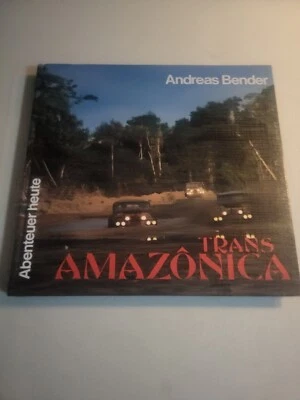 Andreas Bender
Abenteuer heute
TRANS
AMAZÔNICA